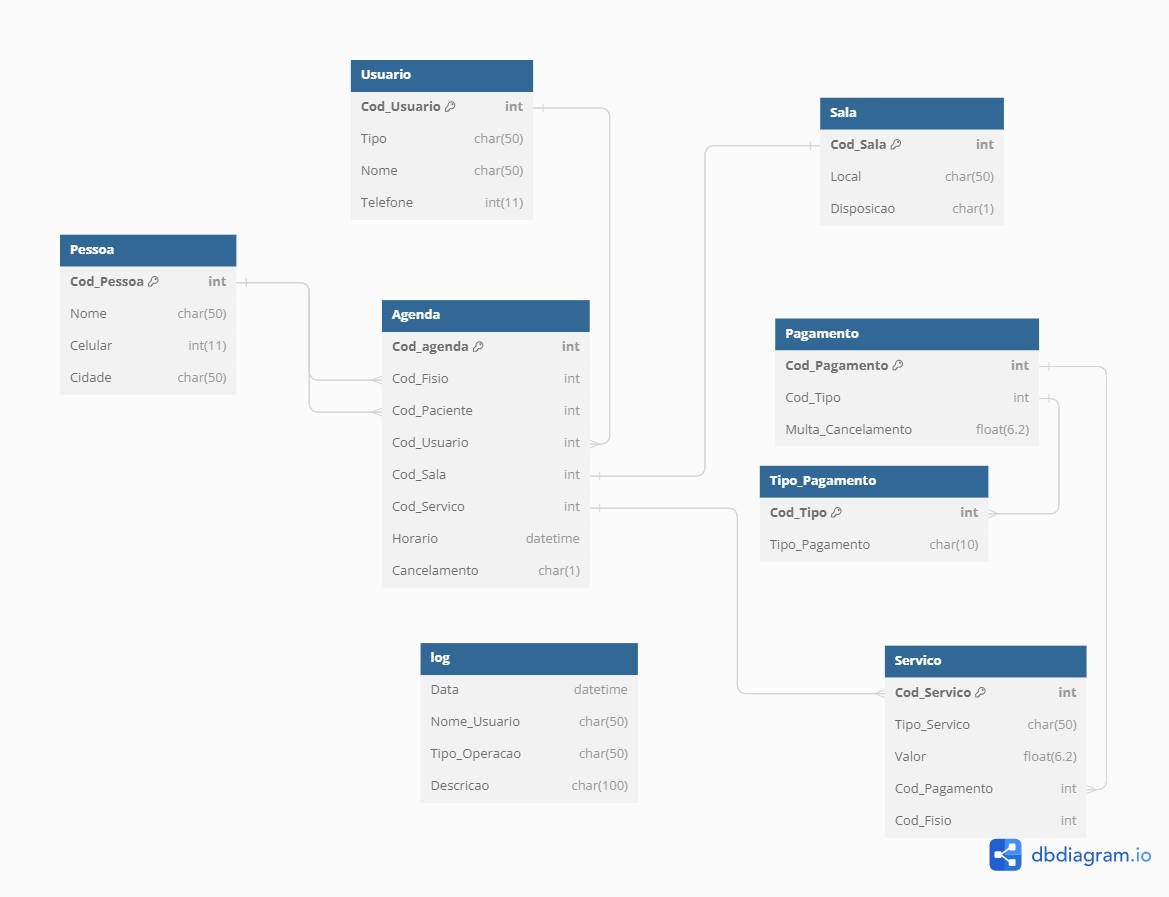 Usuario
Cod_Usuario int
Tipo char(50)
Nome char(50)
Telefone int(11)
Sala
Cod_Sala int
Local char(50)
Disposicao char(1)
Pessoa
Cod_Pessoa int
Nome char(50)
Celular int(11)
Cidade char(50)
Agenda
Cod_agenda int
Cod_Fisio int
Cod_Paciente int
Cod_Usuario int
Cod_Sala int
Cod_Servico int
Horario datetime
Cancelamento char(1)
Pagamento
Cod_Pagamento int
Cod_Tipo int
Multa_Cancelamento float(6.2)
Tipo_Pagamento
Cod_Tipo int
Tipo_Pagamento char(10)
log
Data datetime
Nome_Usuario char(50)
Tipo_Operacao char(50)
Descricao char(100)
Servico
Cod_Servico int
Tipo_Servico char(50)
Valor float(6.2)
Cod_Pagamento int
Cod_Fisio int
dbdiagram.io